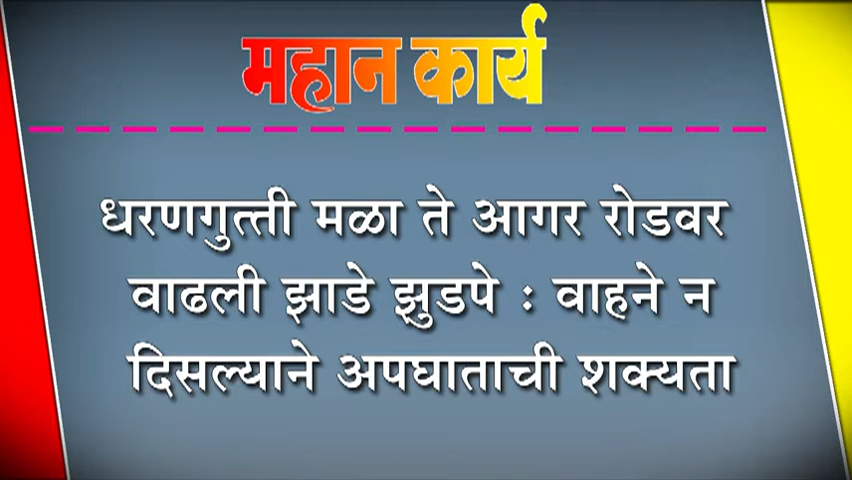 महान कार्य
धरणगुत्ती मळा ते आगर रोडवर
वाढली झाडे झुडपे : वाहने न
दिसल्याने अपघाताची शक्यता